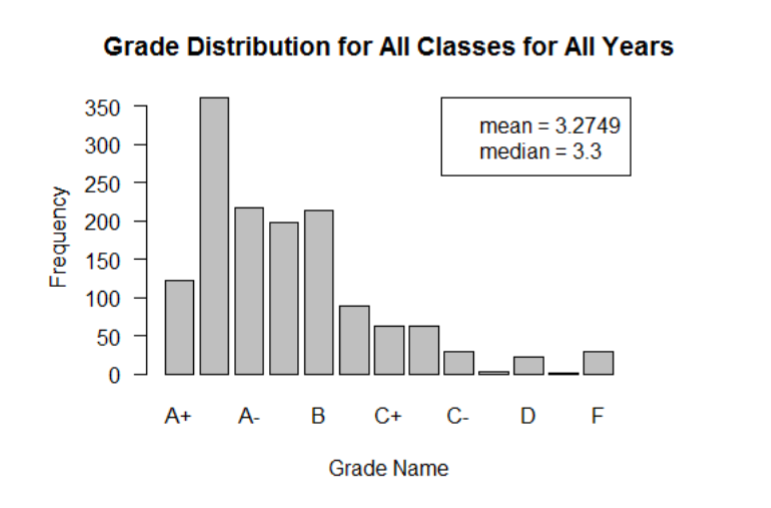 Grade Distribution for All Classes for All Years
mean = 3.2749
median = 3.3
Frequency
350
300
250
200
150
100
50
0
A+ A- B C+ C- D F
Grade Name